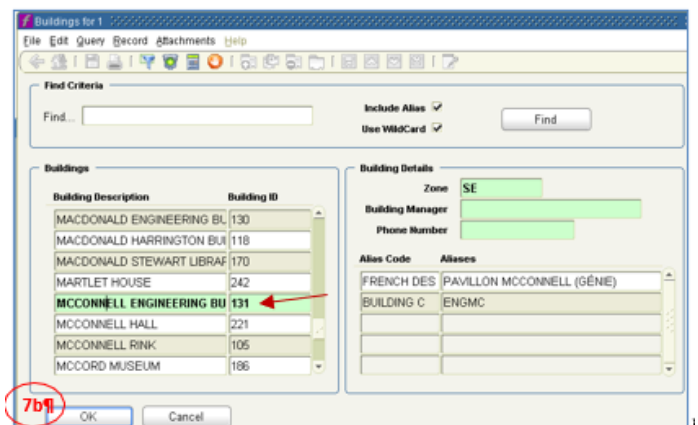 Buildings for 1
File Edit Query Record Attachments Help
Find Criteria
Find...
Include Alias
Use WildCard
Find
Buildings
Building Description Building ID
MACDONALD ENGINEERING BU 130
MACDONALD HARRINGTON BUI 118
MACDONALD STEWART LIBRAF 170
MARTLET HOUSE 242
MCCONNELL ENGINEERING BU 131
MCCONNELL HALL 221
MCCONNELL RINK 105
MCCORD MUSEUM 186
Building Details
Zone SE
Building Manager
Phone Number
Alias Code Aliases
FRENCH DES PAVILLON MCCONNELL (GÉNIE)
BUILDING C ENGMC
7b¶
OK Cancel